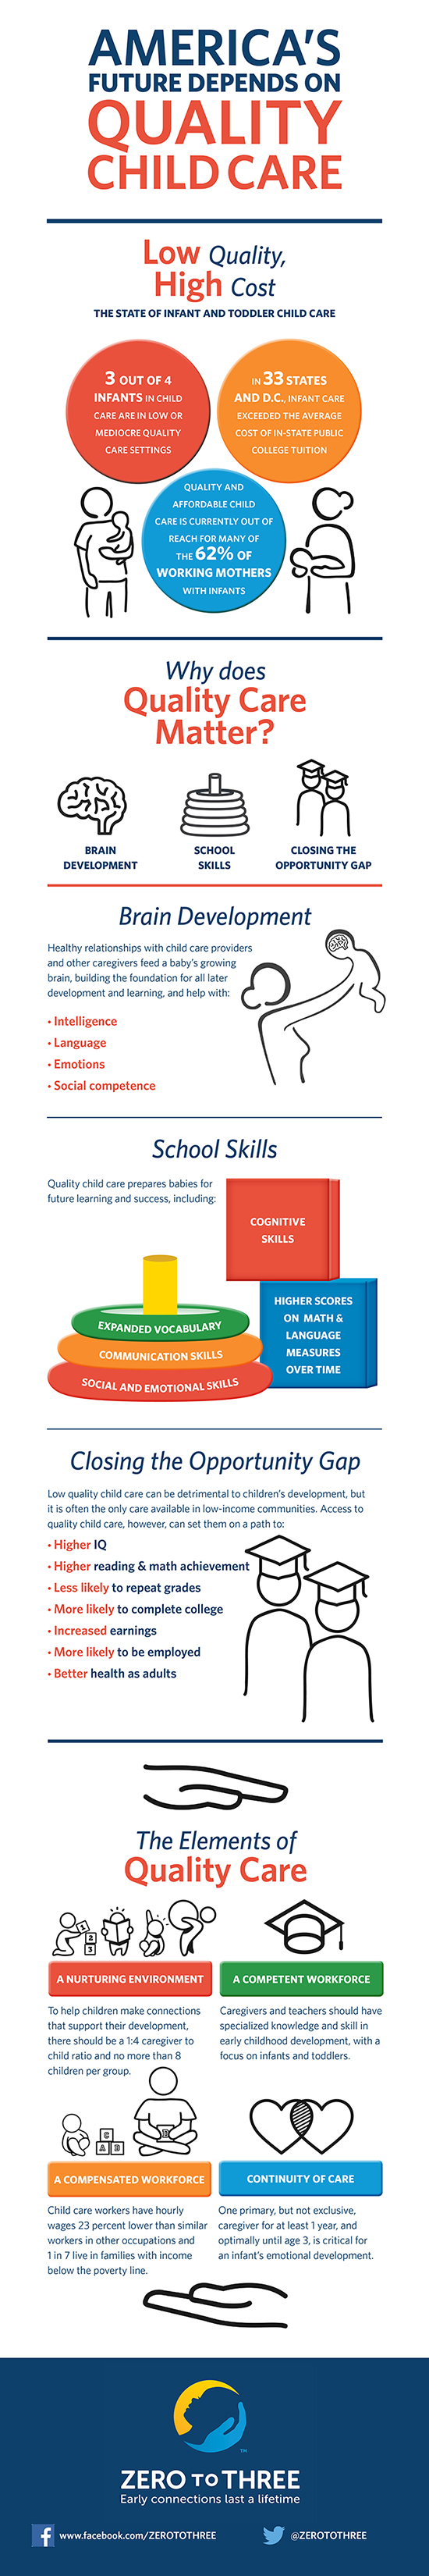 AMERICA'S
FUTURE DEPENDS ON
QUALITY
CHILD CARE
Low Quality,
High Cost
THE STATE OF INFANT AND TODDLER CHILD CARE
3 OUT OF 4
INFANTS IN CHILD
CARE ARE IN LOW OR
MEDIOCRE QUALITY
CARE SETTINGS
IN 33 STATES
AND D.C., INFANT CARE
EXCEEDED THE AVERAGE
COST OF IN-STATE PUBLIC
COLLEGE TUITION
QUALITY AND
AFFORDABLE CHILD
CARE IS CURRENTLY OUT OF
REACH FOR MANY OF
THE 62% OF
WORKING MOTHERS
WITH INFANTS
Why does
Quality Care
Matter?
BRAIN
DEVELOPMENT
SCHOOL
SKILLS
CLOSING THE
OPPORTUNITY GAP
Brain Development
Healthy relationships with child care providers
and other caregivers feed a baby's growing
brain, building the foundation for all later
development and learning, and help with:
• Intelligence
• Language
• Emotions
• Social competence
School Skills
Quality child care prepares babies for
future learning and success, including:
COGNITIVE
SKILLS
HIGHER SCORES
ON MATH &
LANGUAGE
MEASURES
OVER TIME
EXPANDED VOCABULARY
COMMUNICATION SKILLS
SOCIAL AND EMOTIONAL SKILLS
Closing the Opportunity Gap
Low quality child care can be detrimental to children's development, but
it is often the only care available in low-income communities. Access to
quality child care, however, can set them on a path to:
• Higher IQ
• Higher reading & math achievement
• Less likely to repeat grades
• More likely to complete college
• Increased earnings
• More likely to be employed
• Better health as adults
The Elements of
Quality Care
1
2
3
A NURTURING ENVIRONMENT
To help children make connections
that support their development,
there should be a 1:4 caregiver to
child ratio and no more than 8
children per group.
A COMPETENT WORKFORCE
Caregivers and teachers should have
specialized knowledge and skill in
early childhood development, with a
focus on infants and toddlers.
C
A B
B
A COMPENSATED WORKFORCE
Child care workers have hourly
wages 23 percent lower than similar
workers in other occupations and
1 in 7 live in families with income
below the poverty line.
CONTINUITY OF CARE
One primary, but not exclusive,
caregiver for at least 1 year, and
optimally until age 3, is critical for
an infant's emotional development.
TM
ZERO TO THREE
Early connections last a lifetime
www.facebook.com/ZEROTOTHREE
@ZEROTOTHREE